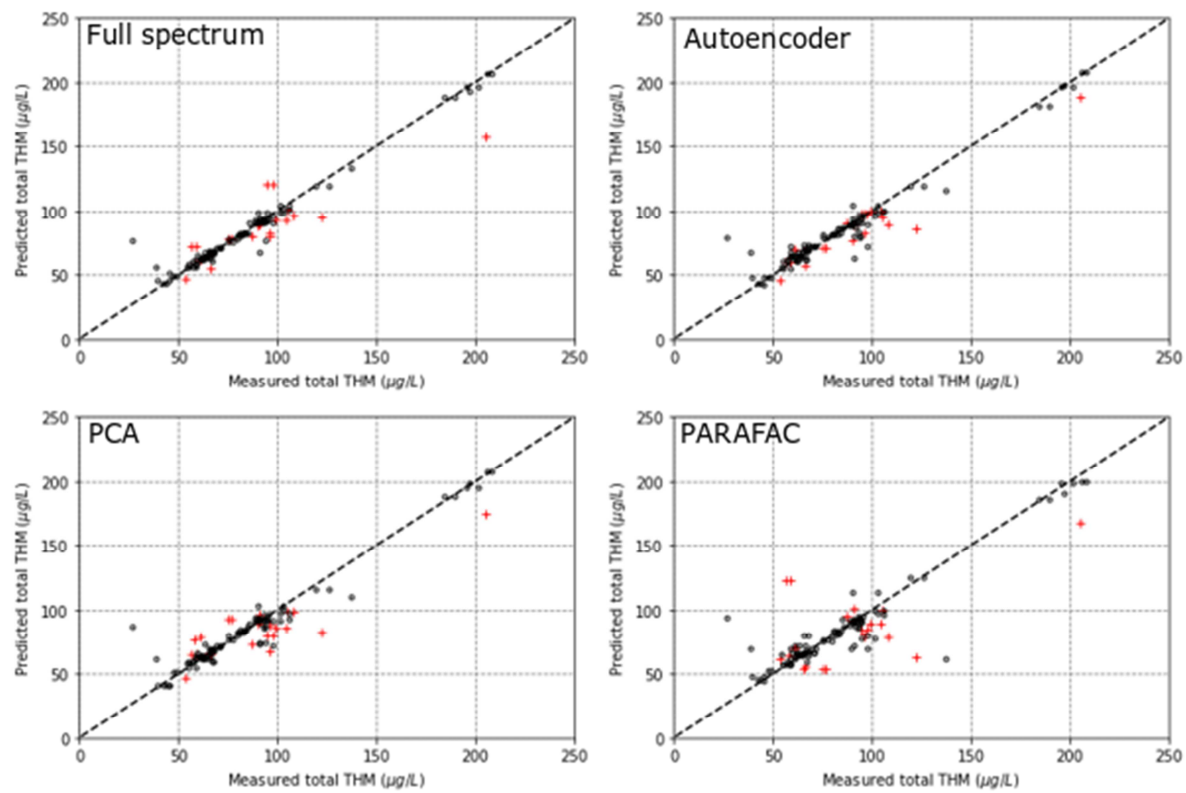 Full spectrum
250
200
150
100
50
0
Predicted total THM (μg/L)
0 50 100 150 200 250
Measured total THM (μg/L)
Autoencoder
250
200
150
100
50
0
Predicted total THM (μg/L)
0 50 100 150 200 250
Measured total THM (μg/L)
PCA
250
200
150
100
50
0
Predicted total THM (μg/L)
0 50 100 150 200 250
Measured total THM (μg/L)
PARAFAC
250
200
150
100
50
0
Predicted total THM (μg/L)
0 50 100 150 200 250
Measured total THM (μg/L)